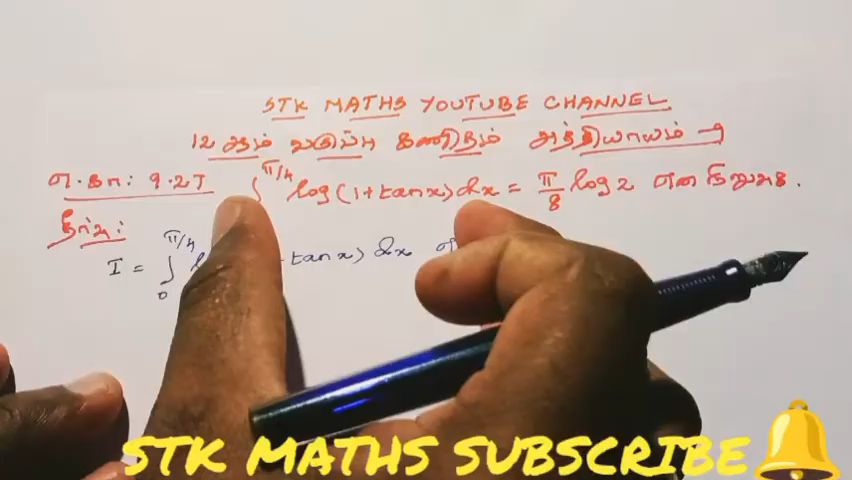 STK MATHS YOUTUBE CHANNEL
12 ஆம் வகுப்பு கணிதம் அத்தியாயம் - 9
எ.கா: 9.27 ∫ π/4 log(1+tanx)dx = π/8 log2 என நிறுவுக.
தீர்வு:
I = ∫ π/4 0 tanx) dx
STK MATHS SUBSCRIBE